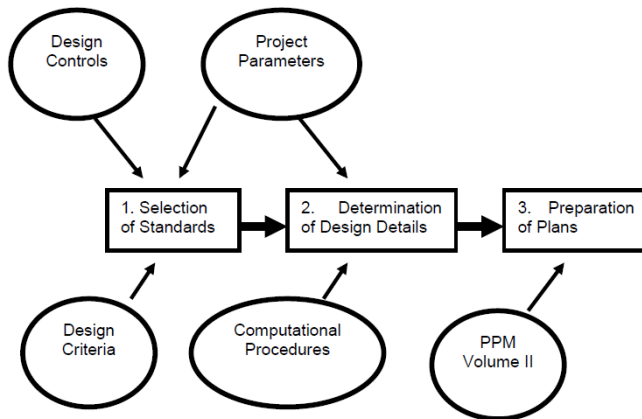 Design
Controls
Project
Parameters
1. Selection
of Standards
2. Determination
of Design Details
3. Preparation
of Plans
Design
Criteria
Computational
Procedures
PPM
Volume II